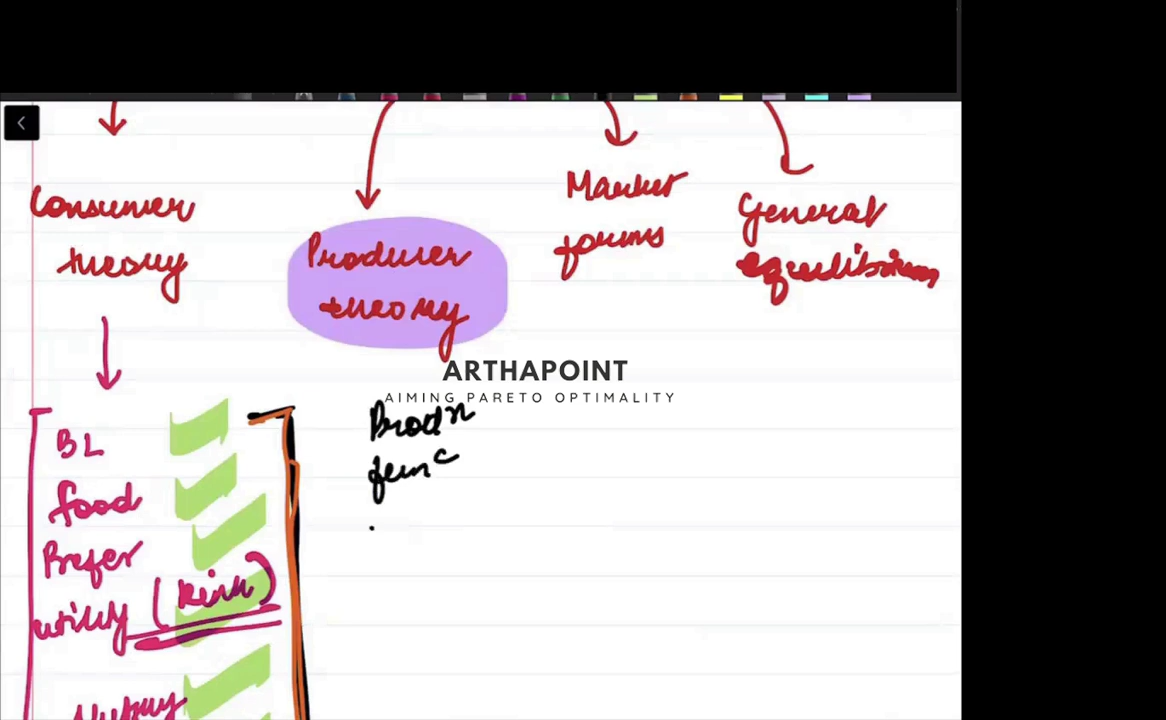 Consumer
theory
Producer
theory
Market
forms
General
equilibrium
ARTHAPOINT
AIMING PARETO OPTIMALITY
Prodn
func
BL
food
Prefer
utility (Risk)